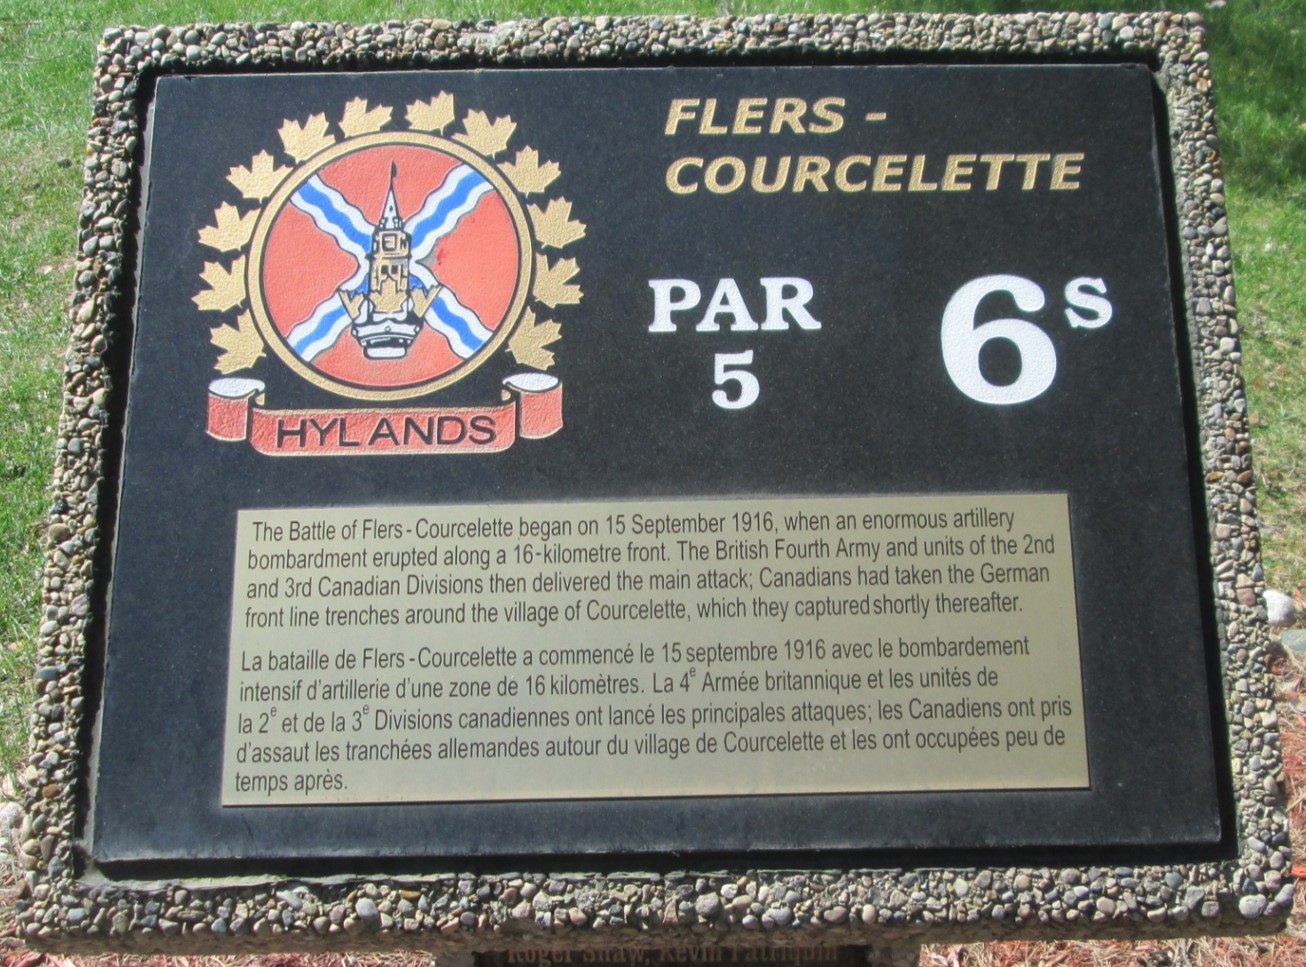 FLERS -
COURCELETTE
PAR
5
6S
HYLANDS
The Battle of Flers-Courcelette began on 15 September 1916, when an enormous artillery
bombardment erupted along a 16-kilometre front. The British Fourth Army and units of the 2nd
and 3rd Canadian Divisions then delivered the main attack; Canadians had taken the German
front line trenches around the village of Courcelette, which they captured shortly thereafter.
La bataille de Flers-Courcelette a commencé le 15 septembre 1916 avec le bombardement
intensif d'artillerie d'une zone de 16 kilomètres. La 4e Armée britannique et les unités de
la 2e et de la 3e Divisions canadiennes ont lancé les principales attaques; les Canadiens ont pris
d'assaut les tranchées allemandes autour du village de Courcelette et les ont occupées peu de
temps après.
Roger Shaw, Kevin Patriquin